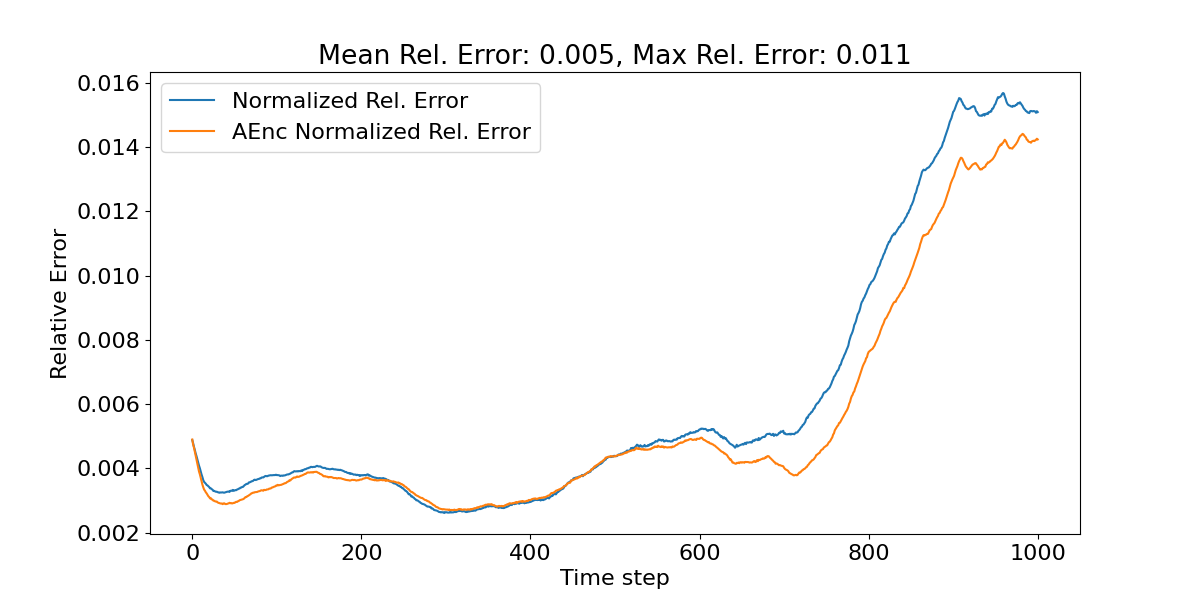 Mean Rel. Error: 0.005, Max Rel. Error: 0.011
Normalized Rel. Error
AEnc Normalized Rel. Error
Relative Error
0.016
0.014
0.012
0.010
0.008
0.006
0.004
0.002
0 200 400 600 800 1000
Time step